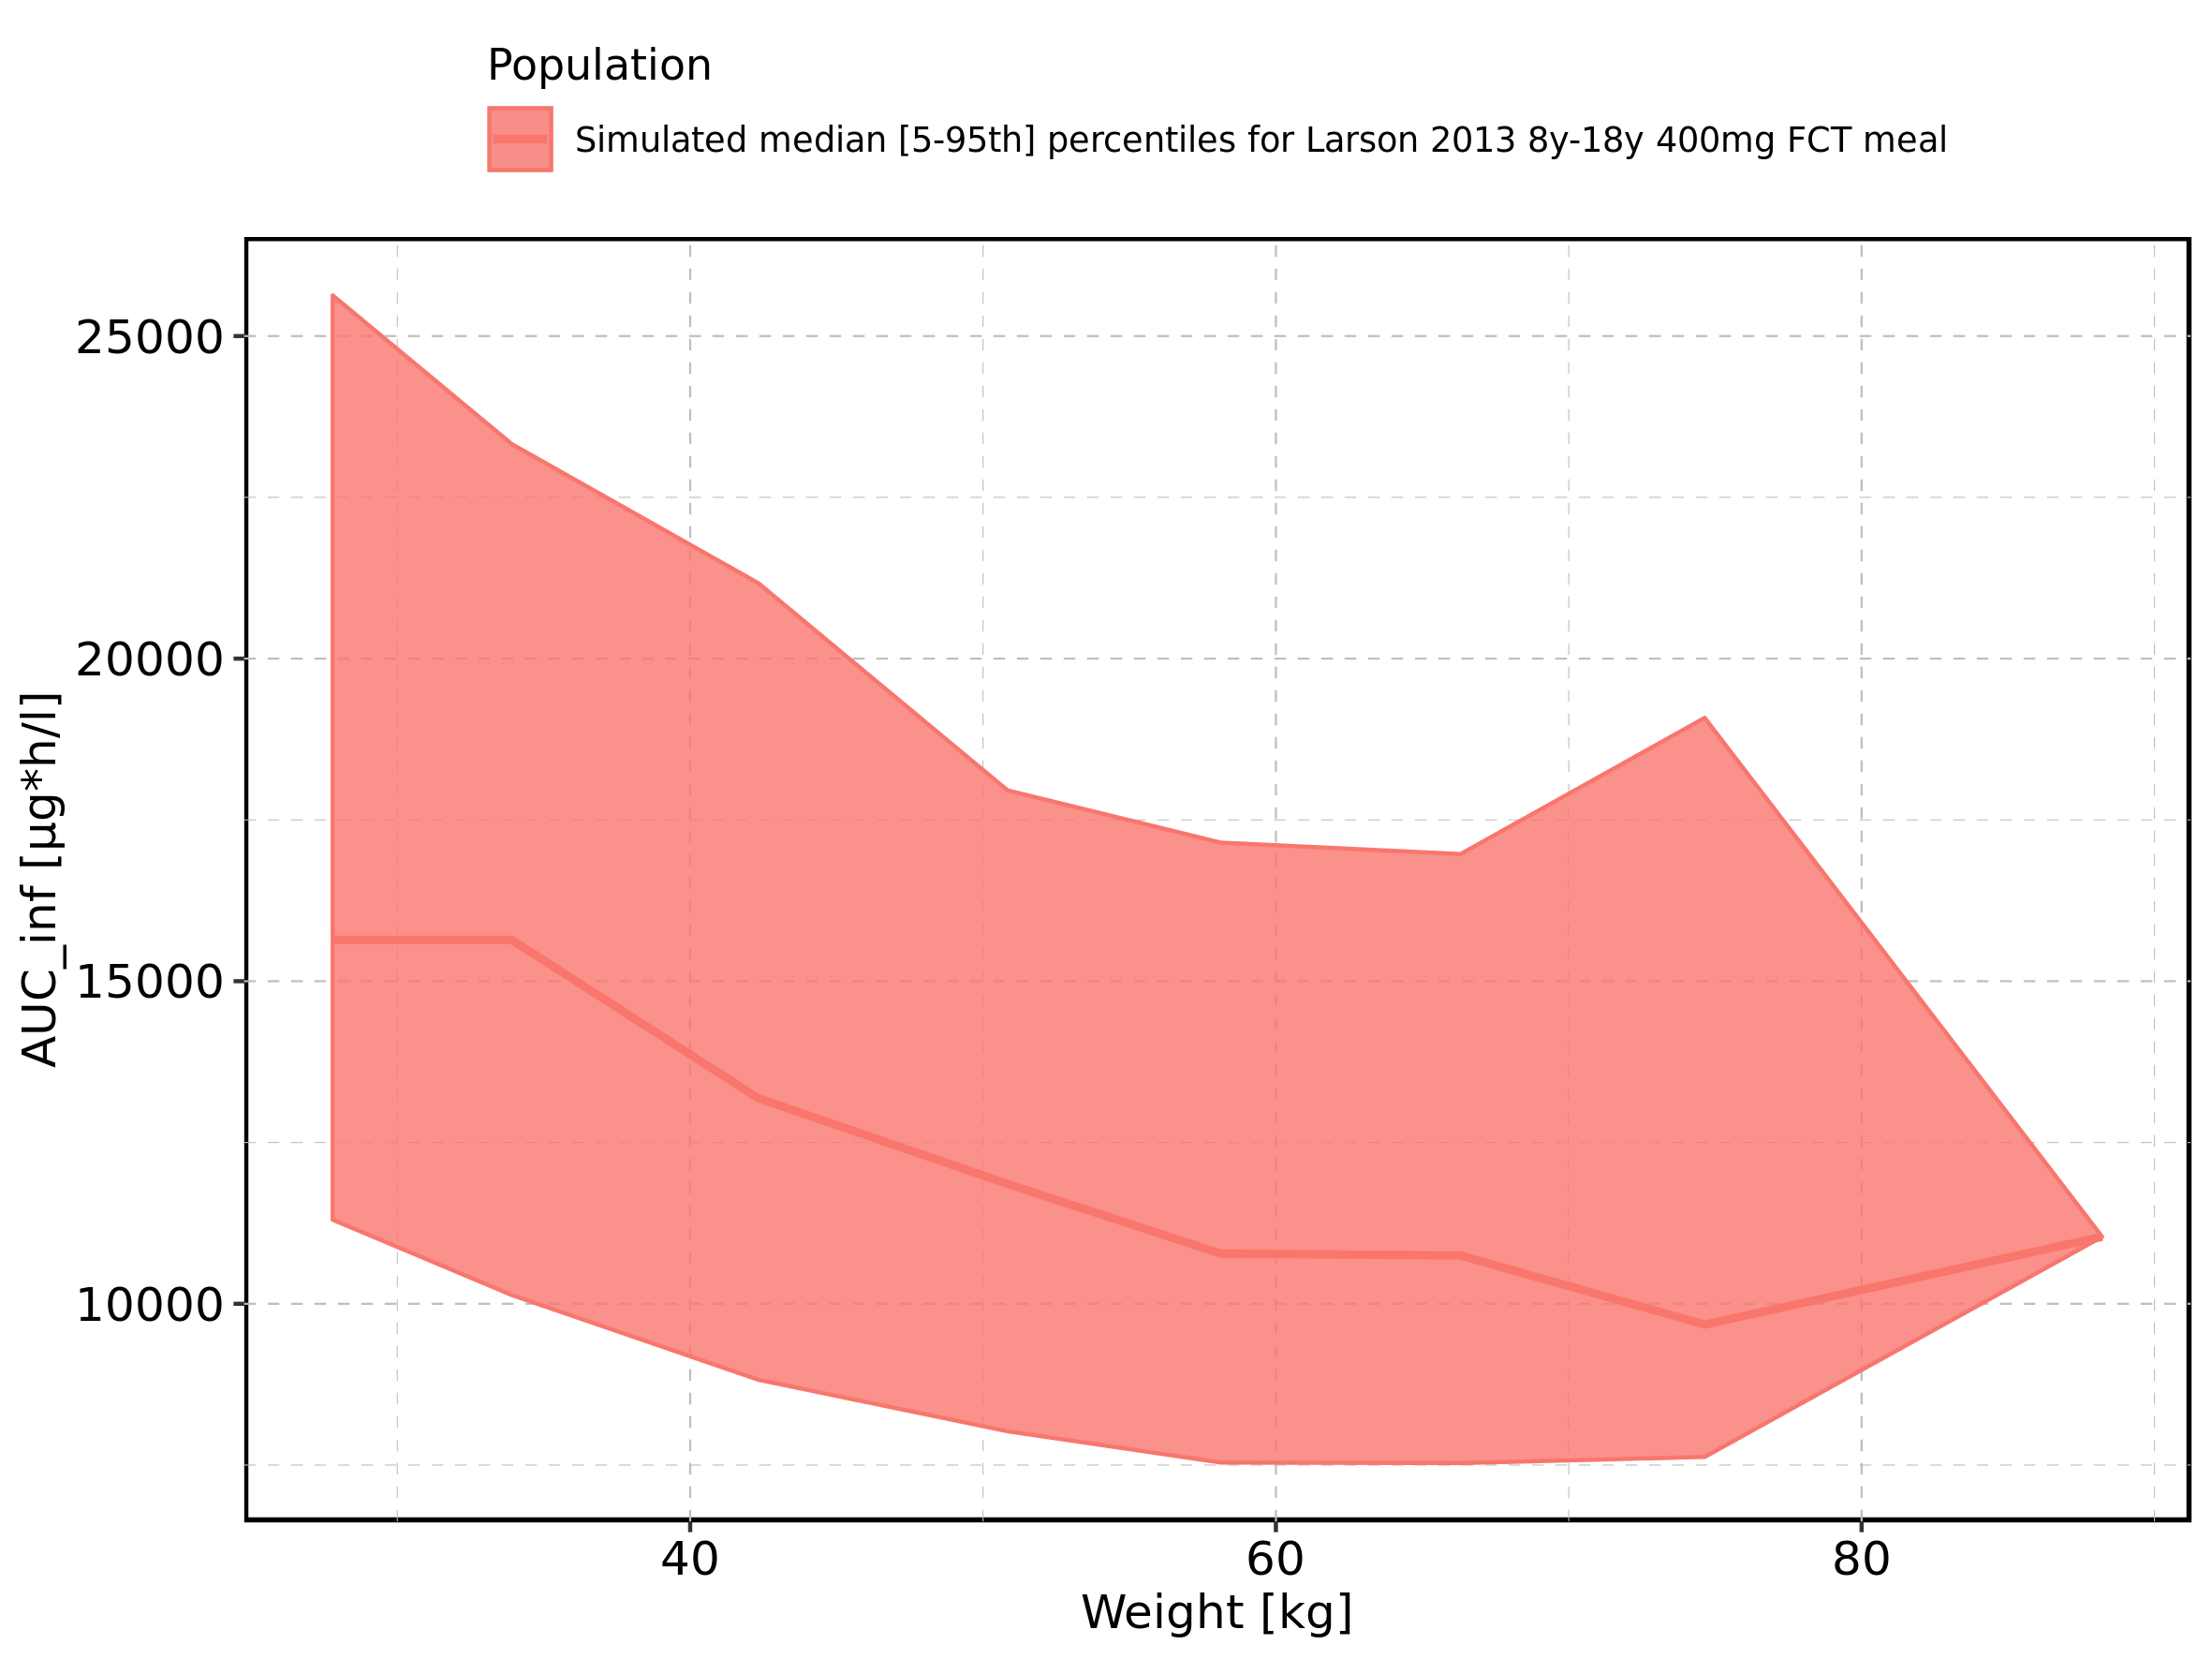 Population
Simulated median [5-95th] percentiles for Larson 2013 8y-18y 400mg FCT meal
AUC_inf [µg*h/l]
25000
20000
15000
10000
40
60
80
Weight [kg]